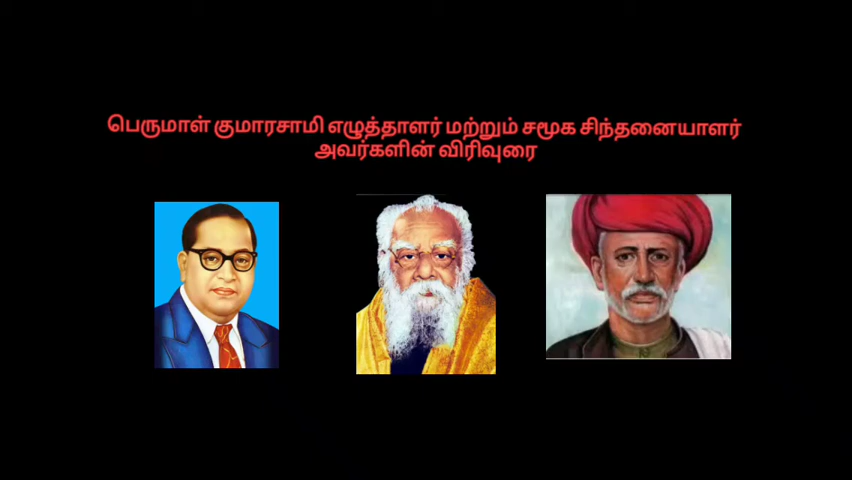 பெருமாள் குமாரசாமி எழுத்தாளர் மற்றும் சமூக சிந்தனையாளர்
அவர்களின் விரிவுரை